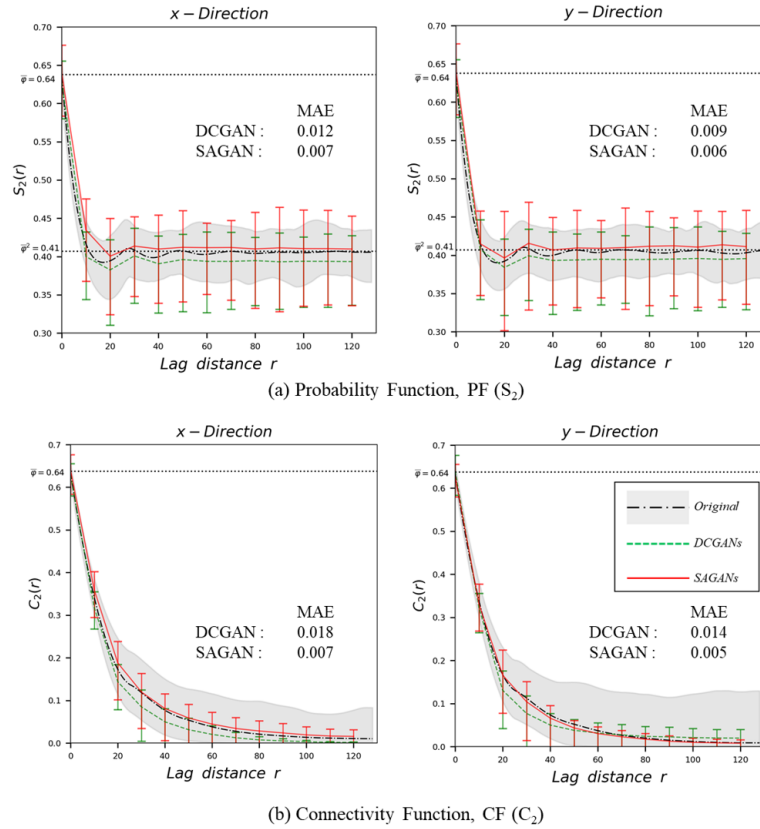 x − Direction
0.70
0.65
φ̅ = 0.64
0.60
0.55
0.50
0.45
φ̅² = 0.41
0.40
0.35
0.30
S₂(r)
MAE
DCGAN : 0.012
SAGAN : 0.007
0 20 40 60 80 100 120
Lag distance r
y − Direction
0.70
0.65
φ̅ = 0.64
0.60
0.55
0.50
0.45
0.41
0.40
0.35
0.30
S₂(r)
MAE
DCGAN : 0.009
SAGAN : 0.006
0 20 40 60 80 100 120
Lag distance r
(a) Probability Function, PF (S₂)
x − Direction
0.7
φ̅ = 0.64
0.6
0.5
0.4
0.3
0.2
0.1
0.0
C₂(r)
MAE
DCGAN : 0.018
SAGAN : 0.007
0 20 40 60 80 100 120
Lag distance r
y − Direction
0.7
φ̅ = 0.64
0.6
0.5
0.4
0.3
0.2
0.1
0.0
C₂(r)
Original
DCGANs
SAGANs
MAE
DCGAN : 0.014
SAGAN : 0.005
0 20 40 60 80 100 120
Lag distance r
(b) Connectivity Function, CF (C₂)